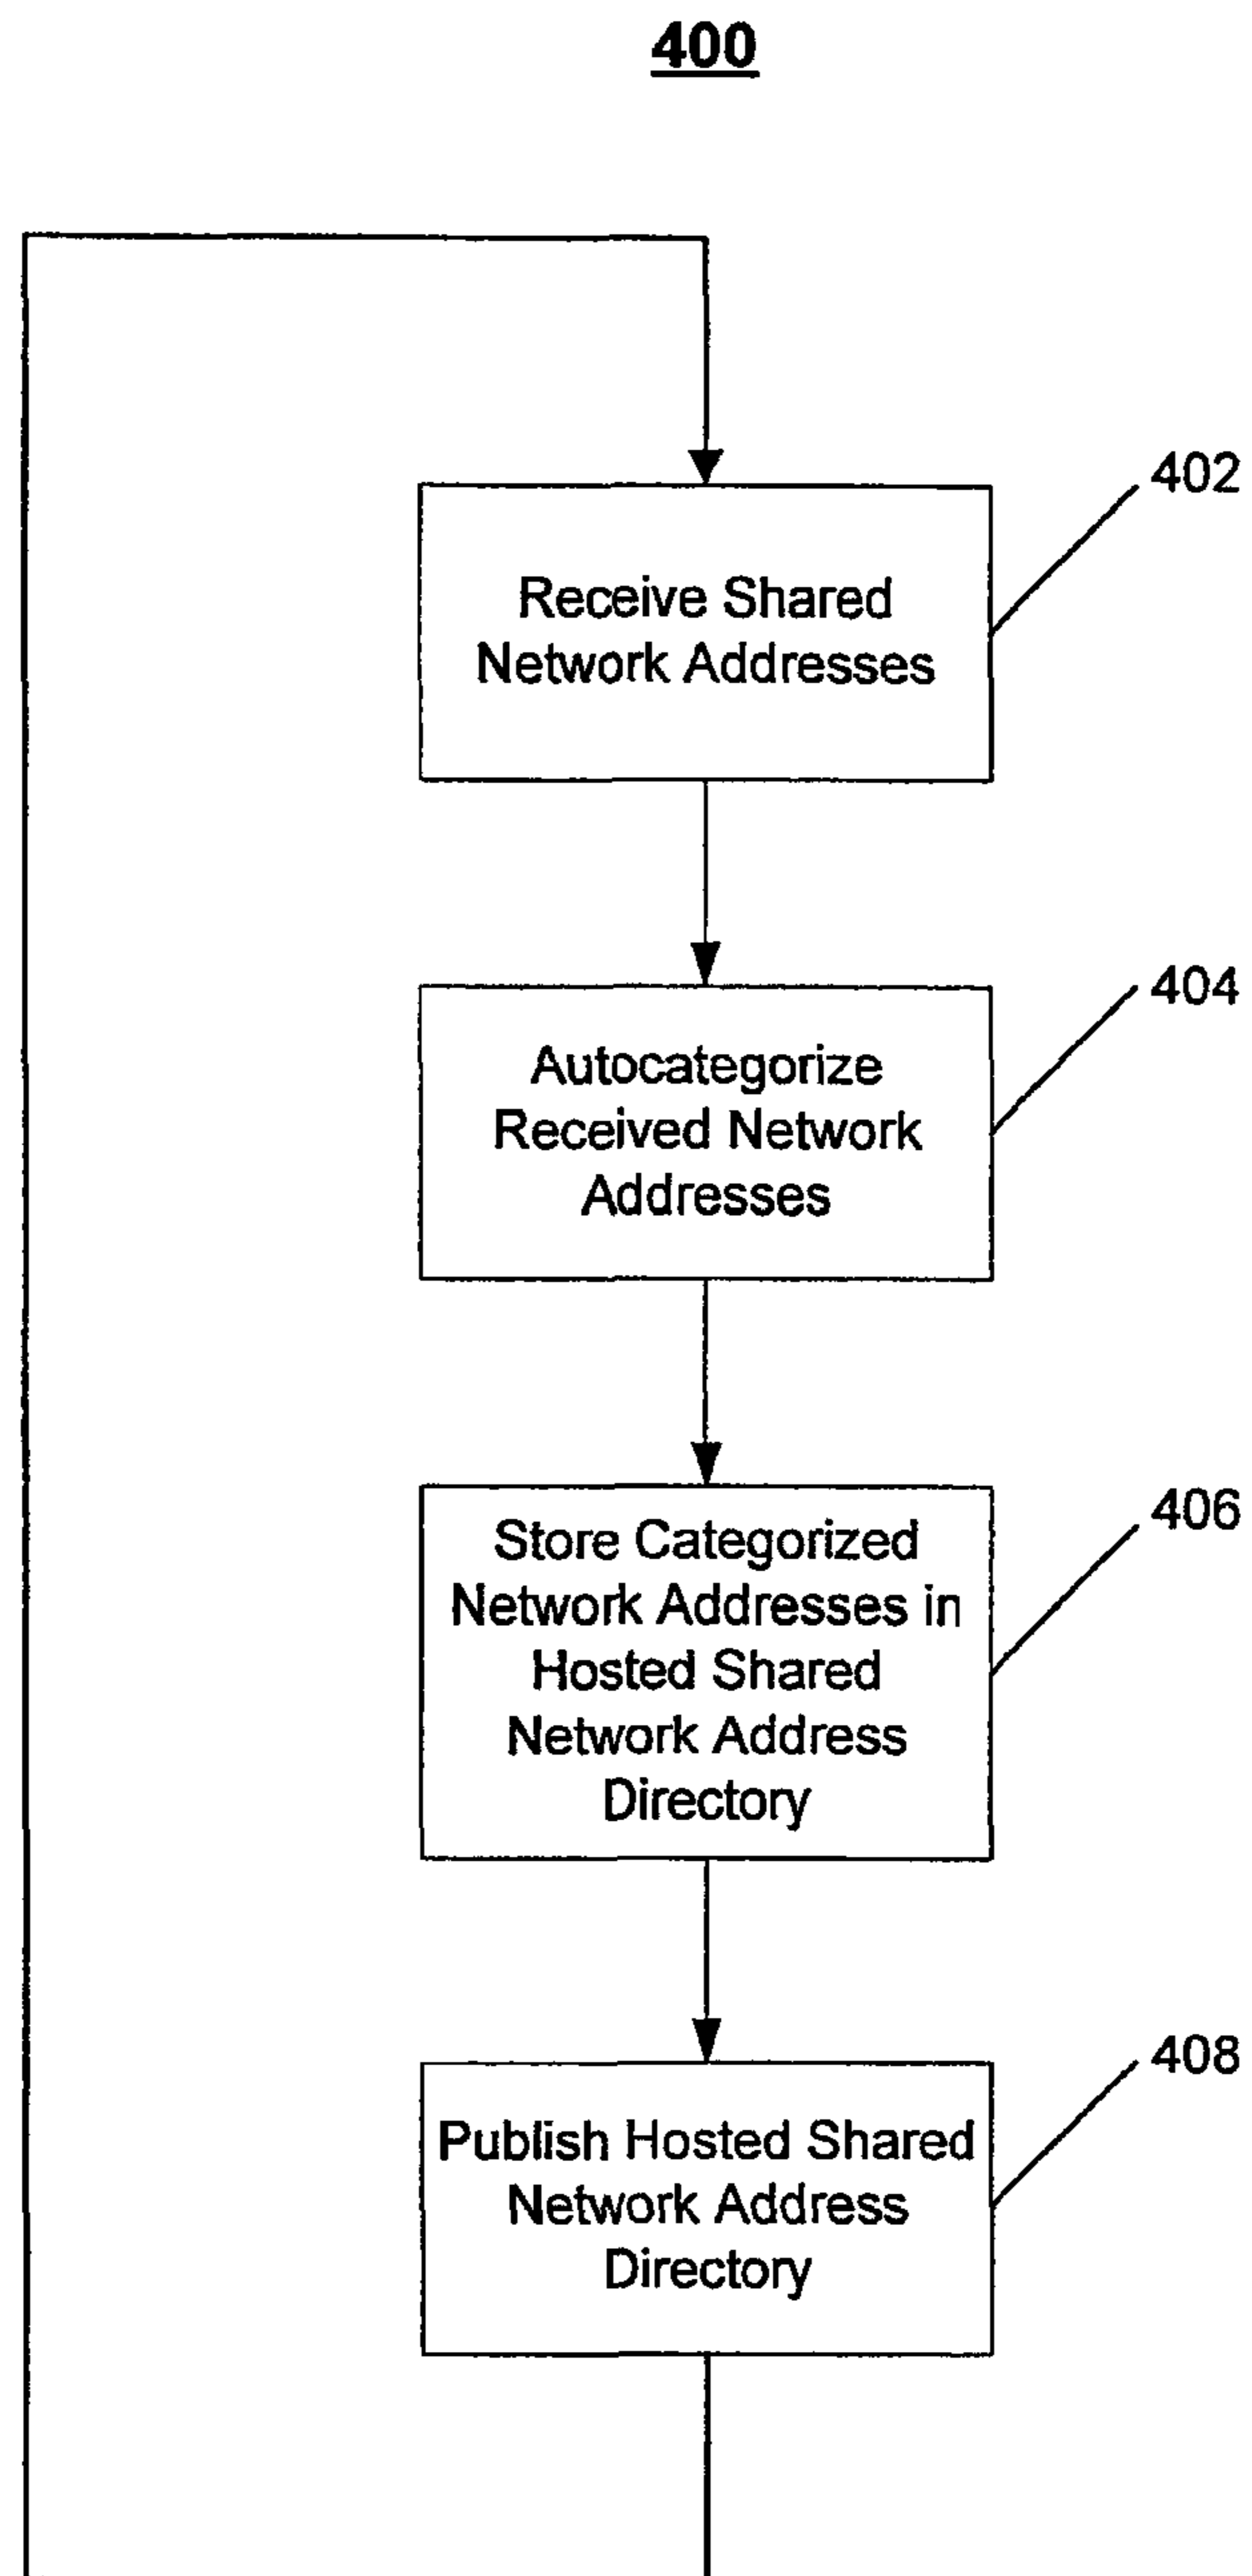 400
402
Receive Shared
Network Addresses
404
Autocategorize
Received Network
Addresses
406
Store Categorized
Network Addresses in
Hosted Shared
Network Address
Directory
408
Publish Hosted Shared
Network Address
Directory